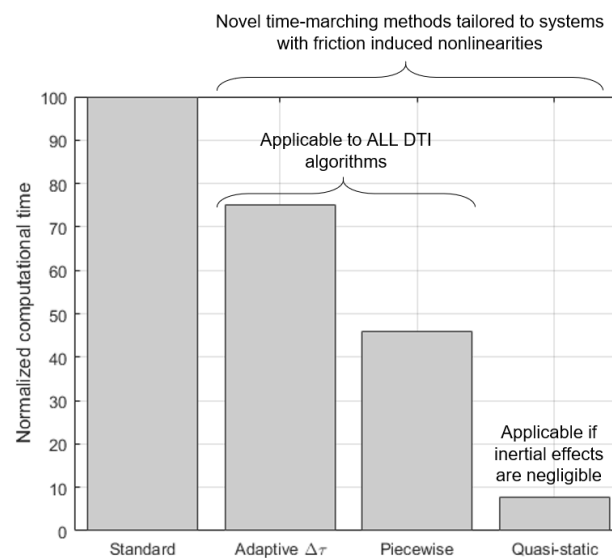 Novel time-marching methods tailored to systems
with friction induced nonlinearities
100
90
80
70
60
50
40
30
20
10
0
Normalized computational time
Applicable to ALL DTI
algorithms
Applicable if
inertial effects
are negligible
Standard
Adaptive Δτ
Piecewise
Quasi-static